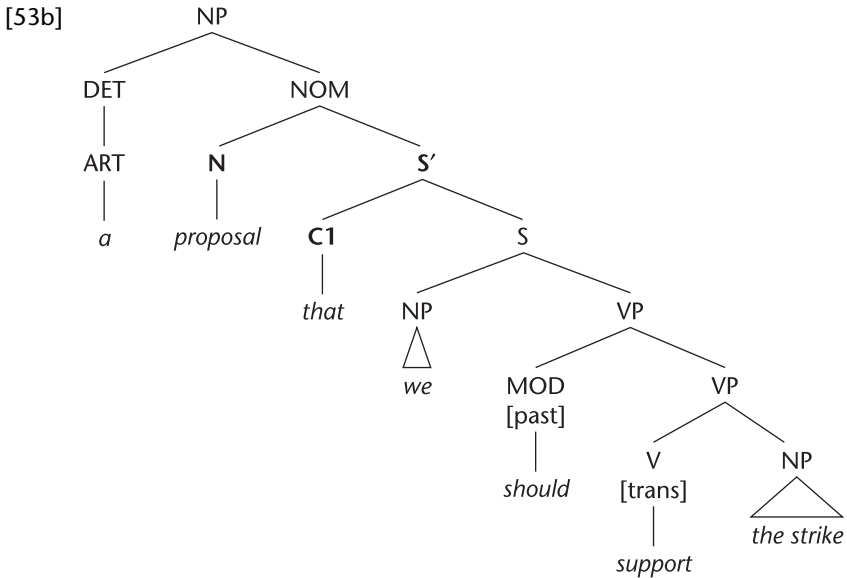 [53b] NP
DET NOM
ART N S′
a proposal C1 S
that NP VP
we MOD VP
[past]
should V NP
[trans]
support the strike